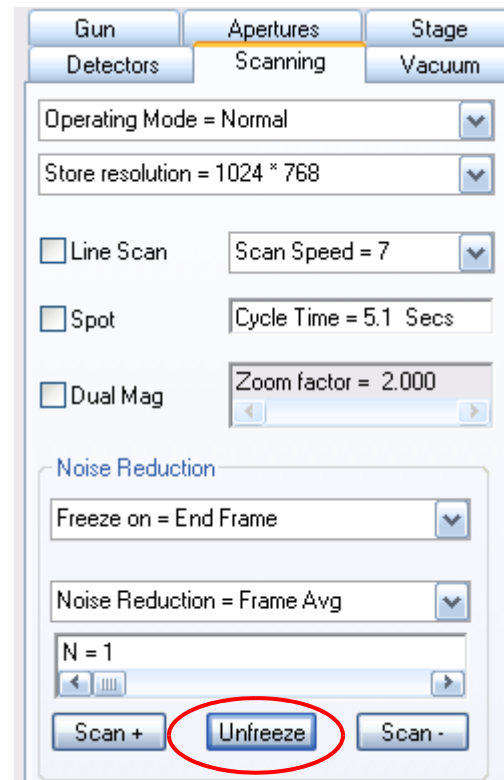 Gun Apertures Stage
Detectors Scanning Vacuum
Operating Mode = Normal
Store resolution = 1024 * 768
Line Scan Scan Speed = 7
Spot Cycle Time = 5.1 Secs
Dual Mag Zoom factor = 2.000
Noise Reduction
Freeze on = End Frame
Noise Reduction = Frame Avg
N = 1
Scan + Unfreeze Scan -